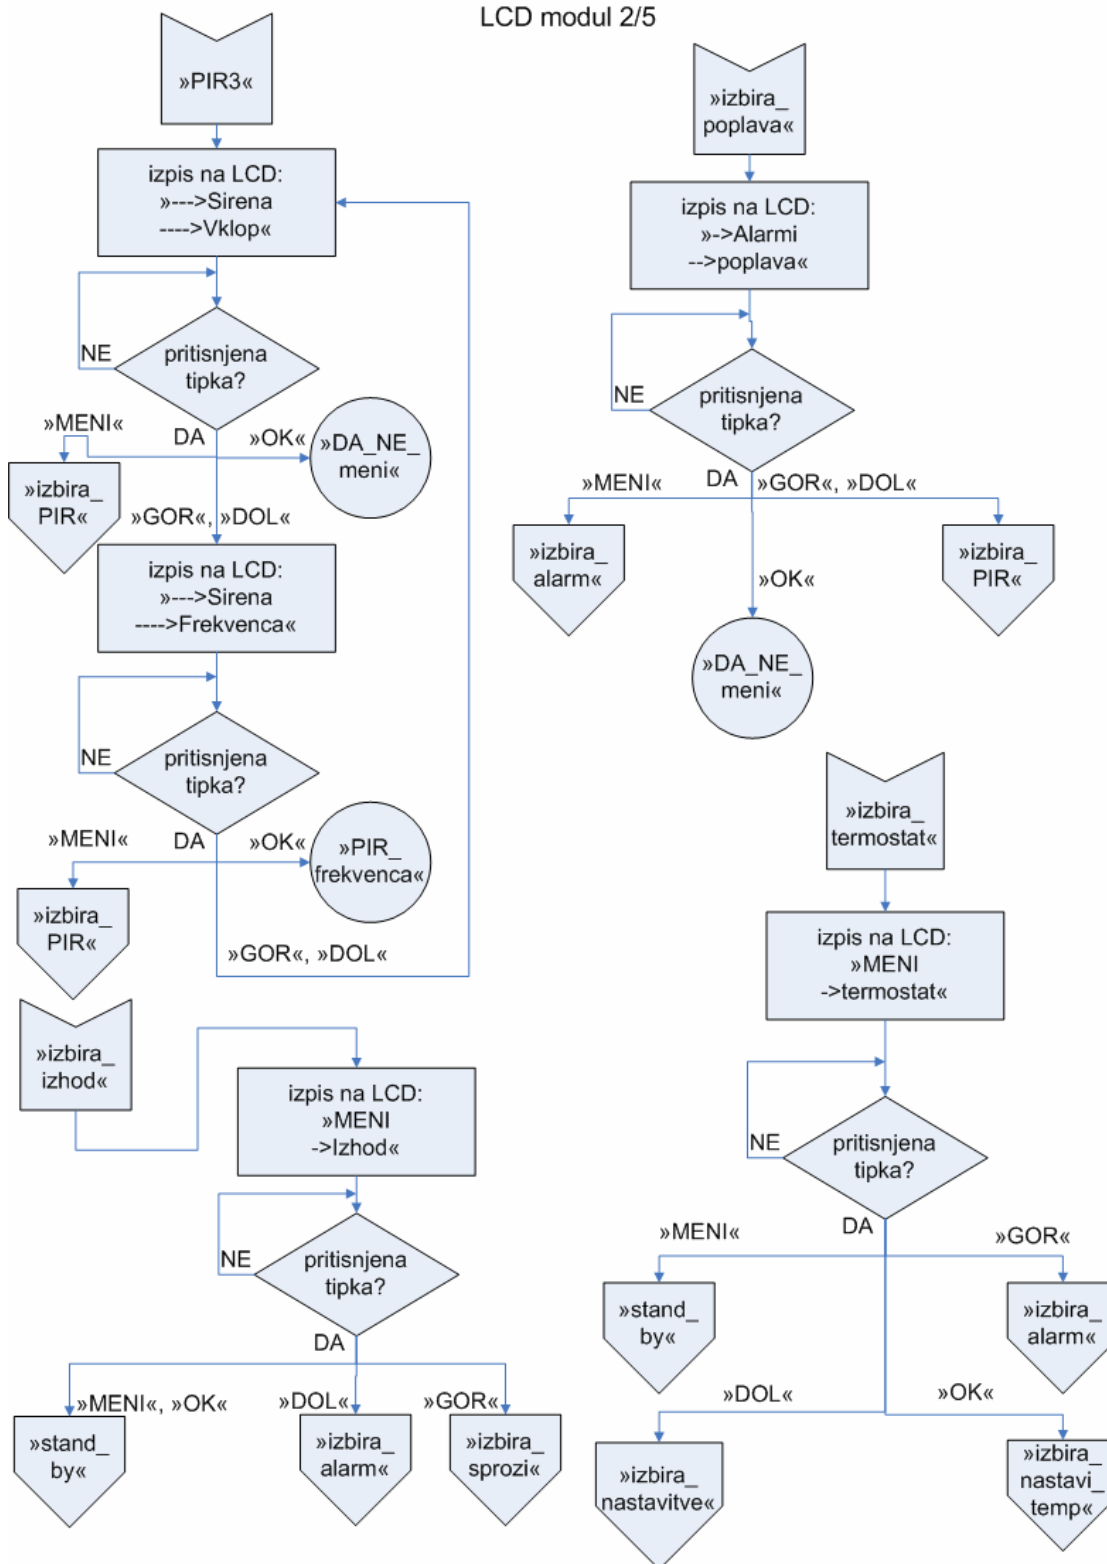 LCD modul 2/5
»PIR3«
izpis na LCD:
»--->Sirena
---->Vklop«
NE
pritisnjena
tipka?
»MENI«
DA
»OK«
»DA_NE_
meni«
»izbira_
PIR«
»GOR«, »DOL«
izpis na LCD:
»--->Sirena
---->Frekvenca«
NE
pritisnjena
tipka?
»MENI«
DA
»OK«
»PIR_
frekvenca«
»izbira_
PIR«
»GOR«, »DOL«
»izbira_
izhod«
izpis na LCD:
»MENI
->Izhod«
NE
pritisnjena
tipka?
DA
»MENI«, »OK«
»DOL«
»GOR«
»stand_
by«
»izbira_
alarm«
»izbira_
sprozi«
»izbira_
poplava«
izpis na LCD:
»->Alarmi
-->poplava«
NE
pritisnjena
tipka?
»MENI«
DA
»GOR«, »DOL«
»izbira_
alarm«
»izbira_
PIR«
»OK«
»DA_NE_
meni«
»izbira_
termostat«
izpis na LCD:
»MENI
->termostat«
NE
pritisnjena
tipka?
DA
»MENI«
»GOR«
»stand_
by«
»izbira_
alarm«
»DOL«
»OK«
»izbira_
nastavitve«
»izbira_
nastavi_
temp«